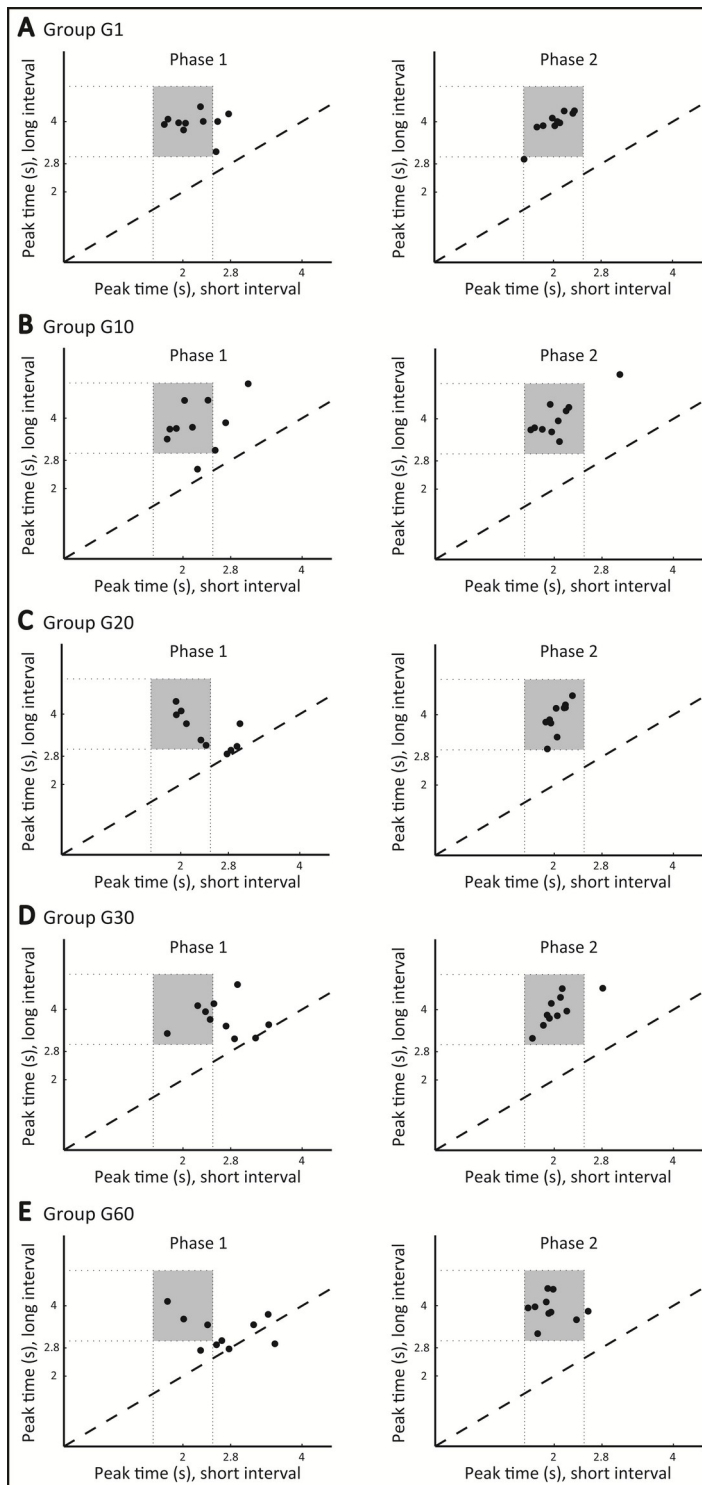 A Group G1
Phase 1
Phase 2
Peak time (s), long interval
4
2.8
2
2
2.8
4
Peak time (s), short interval
Peak time (s), long interval
4
2.8
2
2
2.8
4
Peak time (s), short interval
B Group G10
Phase 1
Phase 2
Peak time (s), long interval
4
2.8
2
2
2.8
4
Peak time (s), short interval
Peak time (s), long interval
4
2.8
2
2
2.8
4
Peak time (s), short interval
C Group G20
Phase 1
Phase 2
Peak time (s), long interval
4
2.8
2
2
2.8
4
Peak time (s), short interval
Peak time (s), long interval
4
2.8
2
2
2.8
4
Peak time (s), short interval
D Group G30
Phase 1
Phase 2
Peak time (s), long interval
4
2.8
2
2
2.8
4
Peak time (s), short interval
Peak time (s), long interval
4
2.8
2
2
2.8
4
Peak time (s), short interval
E Group G60
Phase 1
Phase 2
Peak time (s), long interval
4
2.8
2
2
2.8
4
Peak time (s), short interval
Peak time (s), long interval
4
2.8
2
2
2.8
4
Peak time (s), short interval